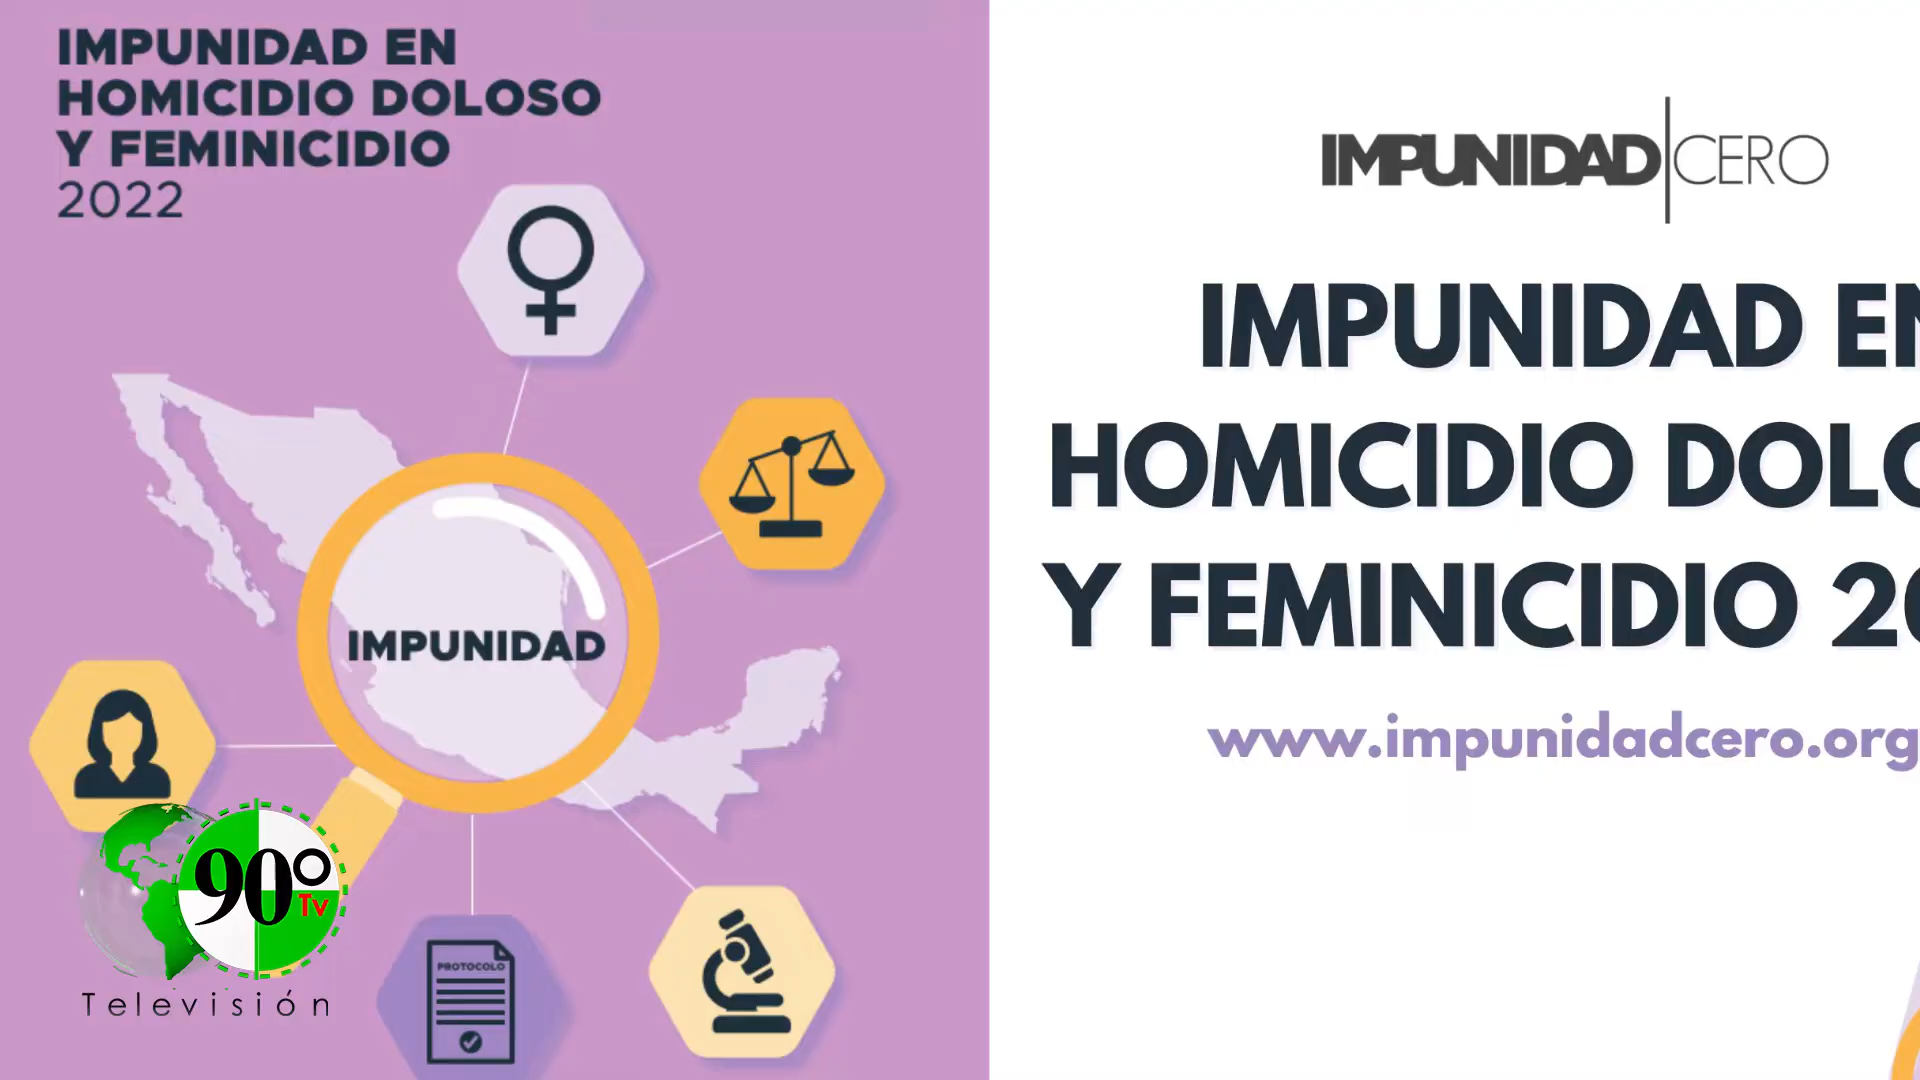 IMPUNIDAD EN
HOMICIDIO DOLOSO
Y FEMINICIDIO
2022
IMPUNIDAD
PROTOCOLO
90°
Tv
Televisión
IMPUNIDAD|CERO
IMPUNIDAD EN
HOMICIDIO DOLO
Y FEMINICIDIO 20
www.impunidadcero.org